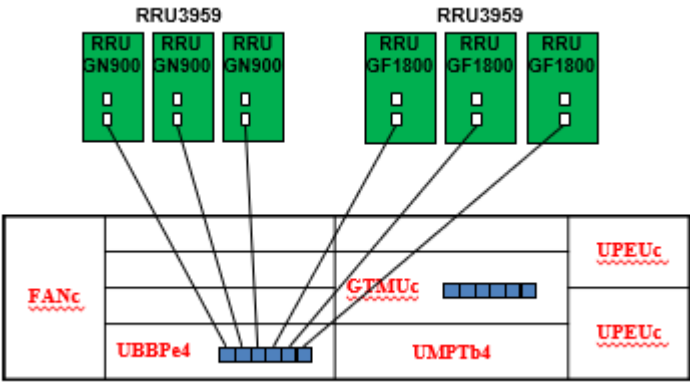 RRU3959 RRU3959
RRU RRU RRU RRU RRU RRU
GN900 GN900 GN900 GF1800 GF1800 GF1800
UPEUc
FANc GTMUc
UBBPe4 UMPTb4 UPEUc